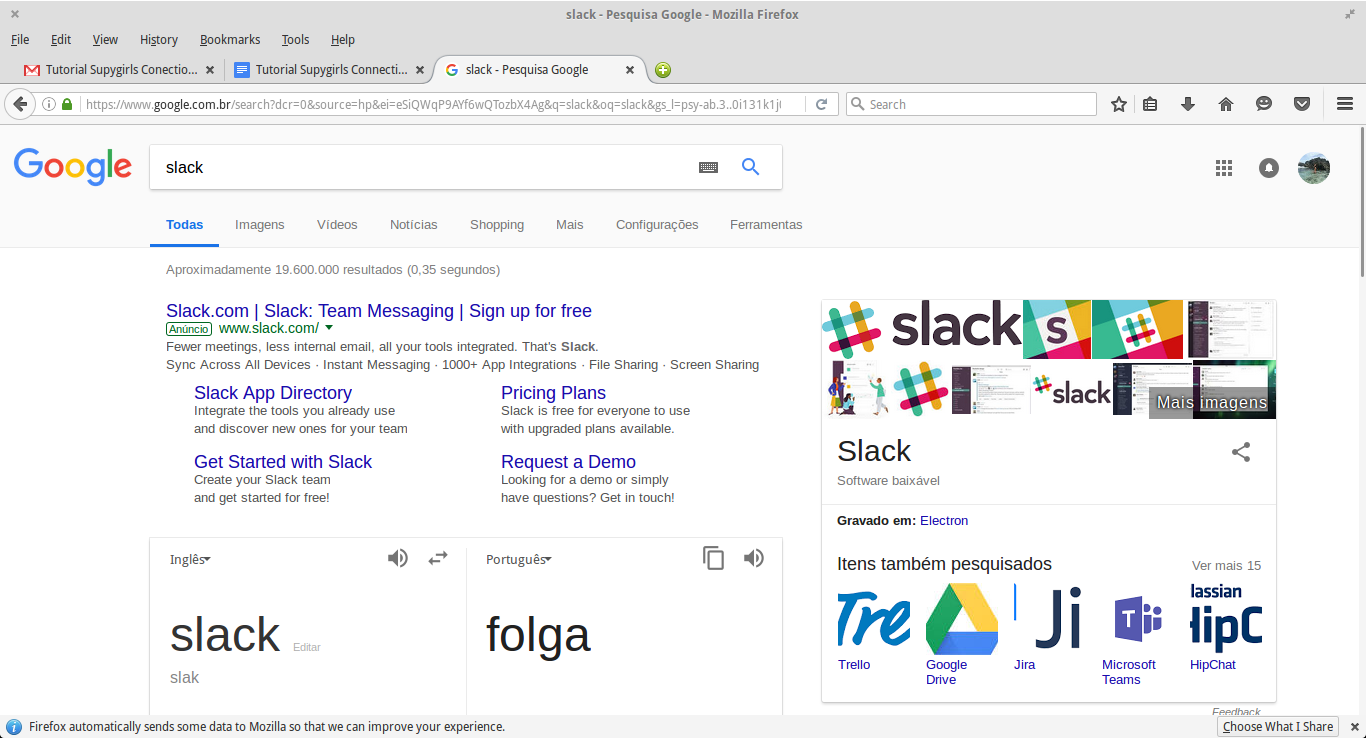 slack - Pesquisa Google - Mozilla Firefox
File Edit View History Bookmarks Tools Help
Tutorial Supygirls Conectio... Tutorial Supygirls Connecti... slack - Pesquisa Google
https://www.google.com.br/search?dcr=0&source=hp&ei=eSiQWqP9AYf6wQTozbX4Ag&q=slack&oq=slack&gs_l=psy-ab.3..0i131k1j Search
Google slack
Todas Imagens Vídeos Notícias Shopping Mais Configurações Ferramentas
Aproximadamente 19.600.000 resultados (0,35 segundos)
Slack.com | Slack: Team Messaging | Sign up for free
Anúncio www.slack.com/
Fewer meetings, less internal email, all your tools integrated. That's Slack.
Sync Across All Devices · Instant Messaging · 1000+ App Integrations · File Sharing · Screen Sharing
Slack App Directory
Integrate the tools you already use
and discover new ones for your team
Pricing Plans
Slack is free for everyone to use
with upgraded plans available.
Get Started with Slack
Create your Slack team
and get started for free!
Request a Demo
Looking for a demo or simply
have questions? Get in touch!
Inglês Português
slack Editar folga
slak
slack s
slack
Mais imagens
Slack
Software baixável
Gravado em: Electron
Itens também pesquisados Ver mais 15
Tre Ji T lassian
HipC
Trello Google Drive Jira Microsoft Teams HipChat
Feedback
Firefox automatically sends some data to Mozilla so that we can improve your experience. Choose What I Share